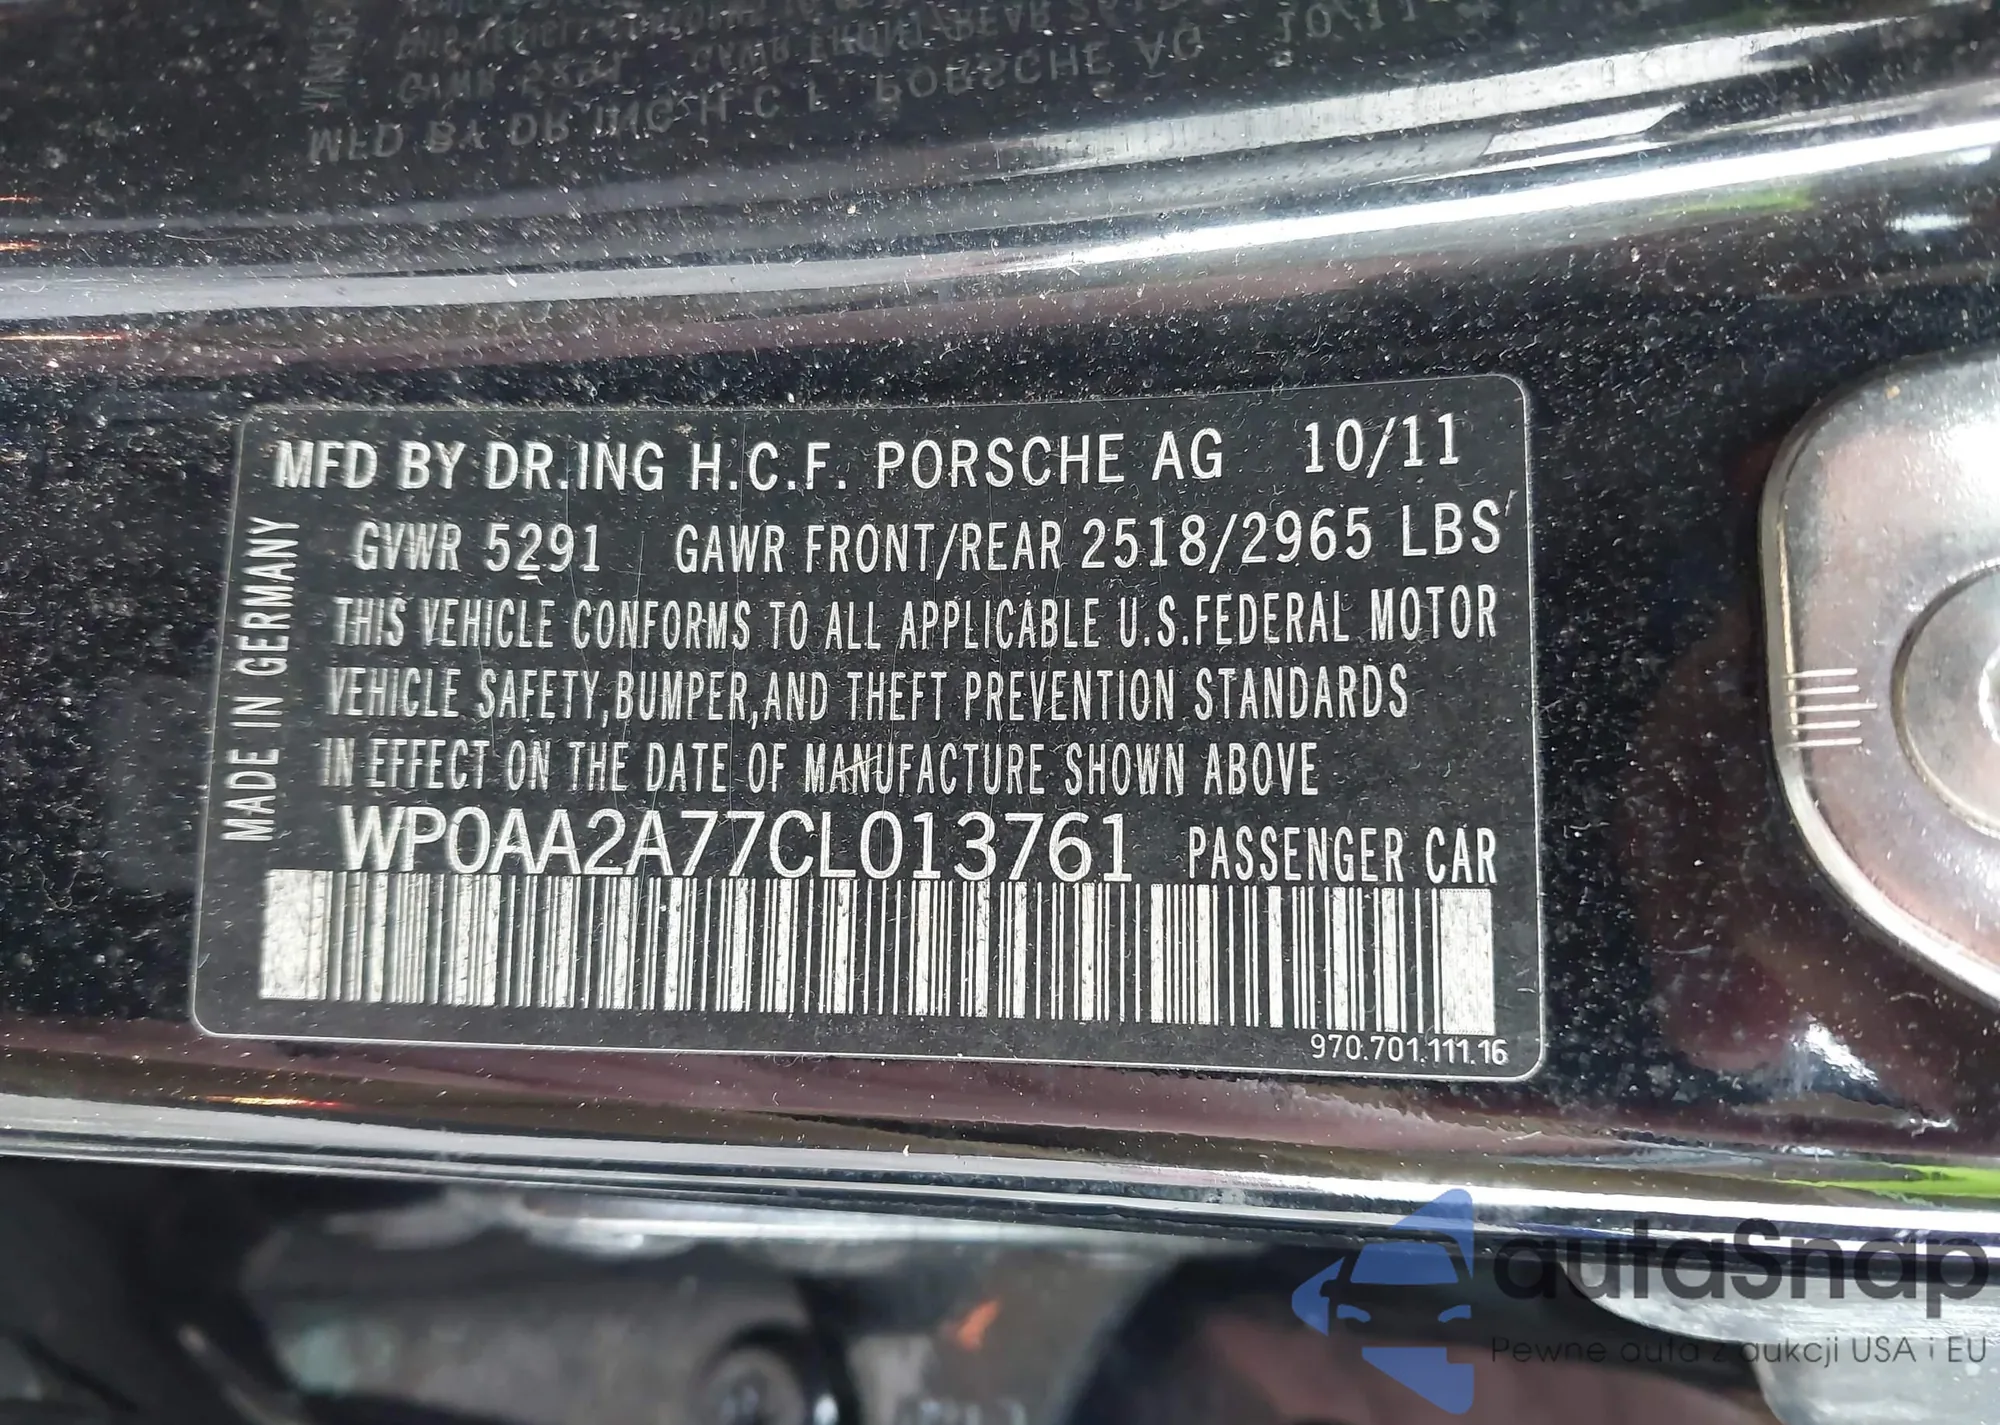 MFD BY DR.ING H.C.F. PORSCHE AG 10/11
GVWR 5291 GAWR FRONT/REAR 2518/2965 LBS
THIS VEHICLE CONFORMS TO ALL APPLICABLE U.S.FEDERAL MOTOR
VEHICLE SAFETY,BUMPER,AND THEFT PREVENTION STANDARDS
IN EFFECT ON THE DATE OF MANUFACTURE SHOWN ABOVE
WP0AA2A77CL013761 PASSENGER CAR
970.701.111.16
MADE IN GERMANY
autaSnap
Pewne auta z aukcji USA i EU